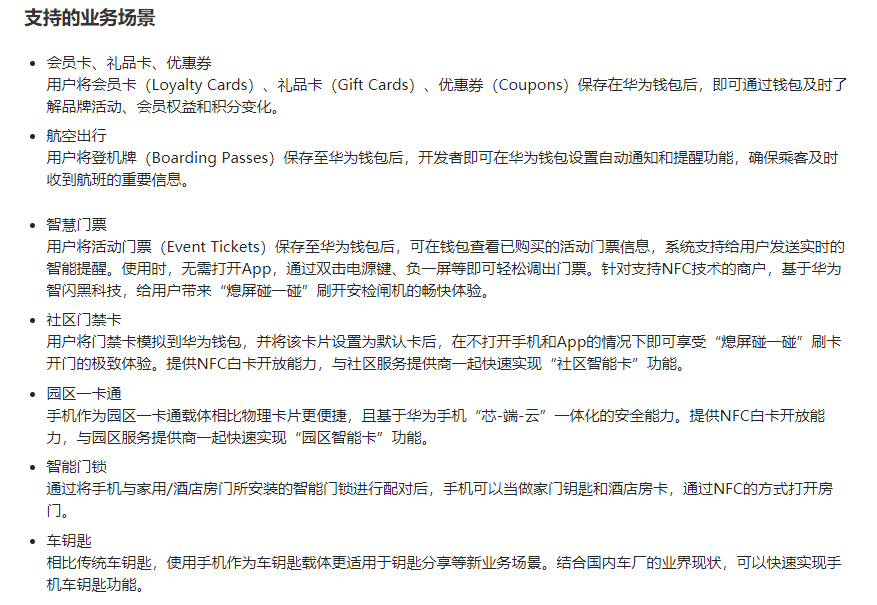 支持的业务场景
会员卡、礼品卡、优惠券
用户将会员卡（Loyalty Cards）、礼品卡（Gift Cards）、优惠券（Coupons）保存在华为钱包后，即可通过钱包及时了
解品牌活动、会员权益和积分变化。
航空出行
用户将登机牌（Boarding Passes）保存至华为钱包后，开发者即可在华为钱包设置自动通知和提醒功能，确保乘客及时
收到航班的重要信息。
智慧门票
用户将活动门票（Event Tickets）保存至华为钱包后，可在钱包查看已购买的活动门票信息，系统支持给用户发送实时的
智能提醒。使用时，无需打开App，通过双击电源键、负一屏等即可轻松调出门票。针对支持NFC技术的商户，基于华为
智闪黑科技，给用户带来“熄屏碰一碰”刷开安检闸机的畅快体验。
社区门禁卡
用户将门禁卡模拟到华为钱包，并将该卡片设置为默认卡后，在不打开手机和App的情况下即可享受“熄屏碰一碰”刷卡
开门的极致体验。提供NFC白卡开放能力，与社区服务提供商一起快速实现“社区智能卡”功能。
园区一卡通
手机作为园区一卡通载体相比物理卡片更便捷，且基于华为手机“芯-端-云”一体化的安全能力。提供NFC白卡开放能
力，与园区服务提供商一起快速实现“园区智能卡”功能。
智能门锁
通过将手机与家用/酒店房门所安装的智能门锁进行配对后，手机可以当做家门钥匙和酒店房卡，通过NFC的方式打开房
门。
车钥匙
相比传统车钥匙，使用手机作为车钥匙载体更适用于钥匙分享等新业务场景。结合国内车厂的业界现状，可以快速实现手
机车钥匙功能。